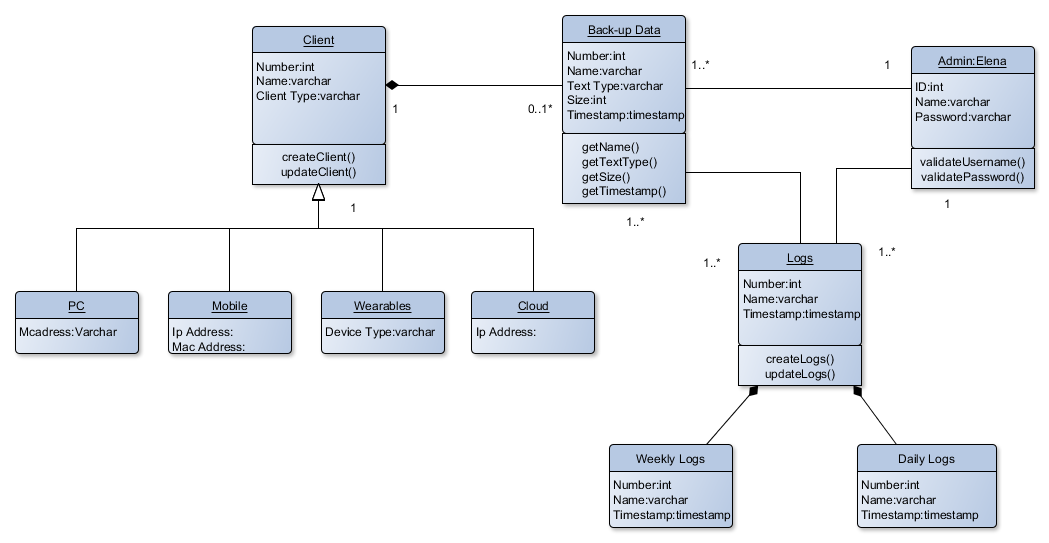 Client
Number:int
Name:varchar
Client Type:varchar
createClient()
updateClient()
1
0..1*
Back-up Data
Number:int
Name:varchar
Text Type:varchar
Size:int
Timestamp:timestamp
getName()
getTextType()
getSize()
getTimestamp()
1..*
1
Admin:Elena
ID:int
Name:varchar
Password:varchar
validateUsername()
validatePassword()
1
1
1..*
1..*
1..*
PC
Mcadress:Varchar
Mobile
Ip Address:
Mac Address:
Wearables
Device Type:varchar
Cloud
Ip Address:
Logs
Number:int
Name:varchar
Timestamp:timestamp
createLogs()
updateLogs()
Weekly Logs
Number:int
Name:varchar
Timestamp:timestamp
Daily Logs
Number:int
Name:varchar
Timestamp:timestamp